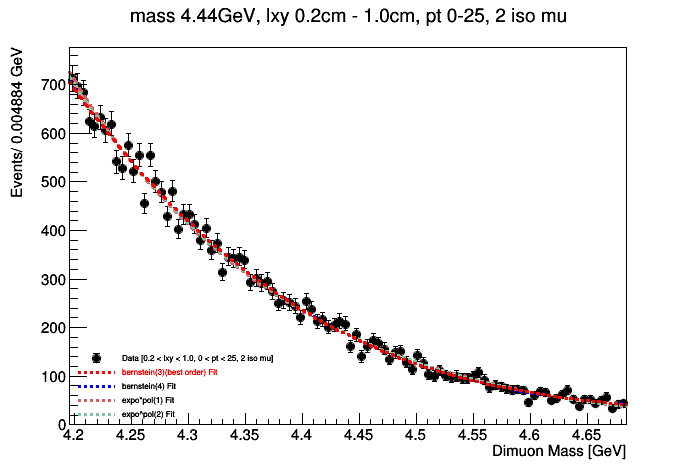 mass 4.44GeV, lxy 0.2cm - 1.0cm, pt 0-25, 2 iso mu
Events/ 0.004884 GeV
700
600
500
400
300
200
100
0
Data [0.2 < lxy < 1.0, 0 < pt < 25, 2 iso mu]
bernstein(3)(best order) Fit
bernstein(4) Fit
expo*pol(1) Fit
expo*pol(2) Fit
4.2 4.25 4.3 4.35 4.4 4.45 4.5 4.55 4.6 4.65
Dimuon Mass [GeV]